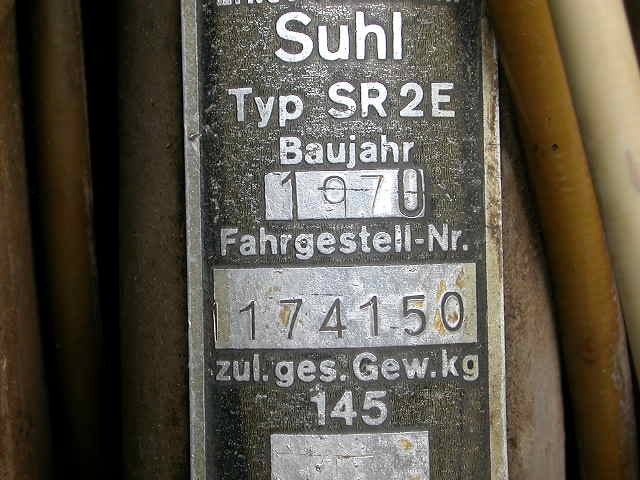 Suhl
Typ SR 2E
Baujahr
1970
Fahrgestell-Nr.
1174150
zul.ges.Gew.kg
145